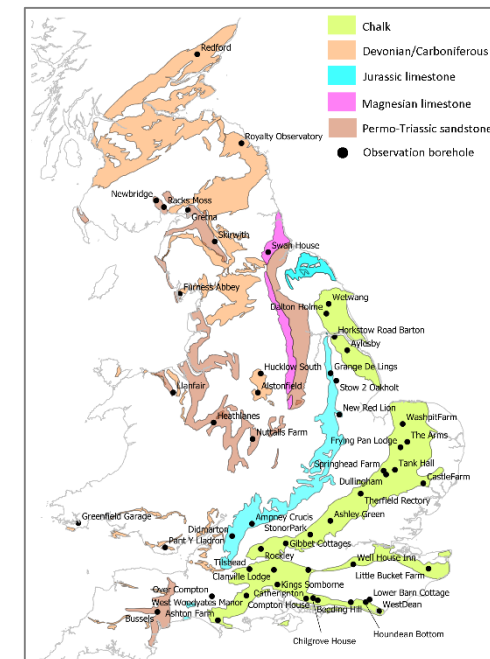 Chalk
Devonian/Carboniferous
Jurassic limestone
Magnesian limestone
Permo-Triassic sandstone
Observation borehole
Redford
Royalty Observatory
Newbridge
Racks Moss
Gretna
Skirwith
Swan House
Furness Abbey
Wetwang
Dalton Holme
Horkstow Road Barton
Aylesby
Hucklow South
Grange De Lings
Alstonfield
Stow 2 Oakholt
Llanfair
New Red Lion
WashpitFarm
Heathlanes
Nuttalls Farm
Frying Pan Lodge
The Arms
Springhead Farm
Tank Hall
Dullingham
CastleFarm
Therfield Rectory
Greenfield Garage
Ampney Crucis
Ashley Green
Didmarton
StonorPark
Pant Y Lladron
Gibbet Cottages
Rockley
Well House Inn
Tilshead
Clanville Lodge
Little Bucket Farm
Over Compton
Kings Somborne
West Woodyates Manor
Catherington
Lower Barn Cottage
Compton House
Beeding Hill
WestDean
Bussels
Ashton Farm
Houndean Bottom
Chilgrove House